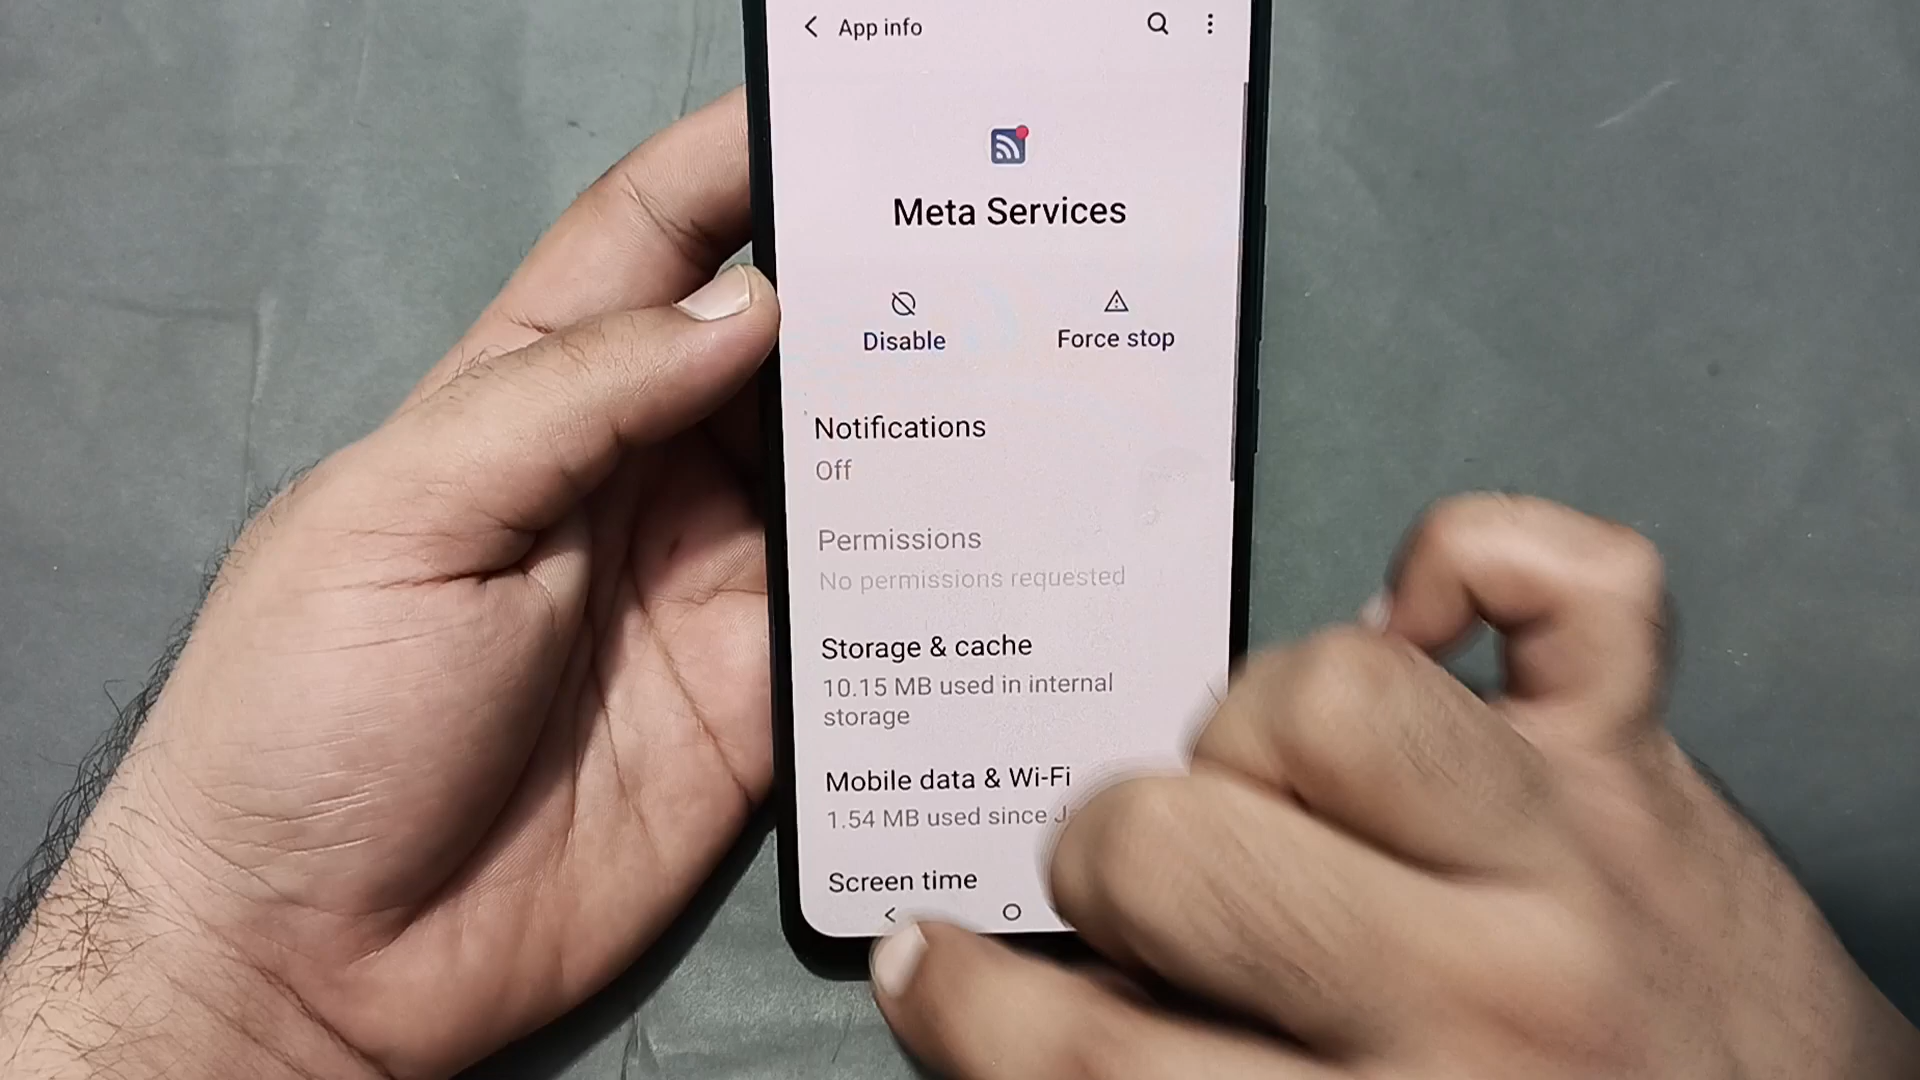 App info
Meta Services
Disable
Force stop
Notifications
Off
Permissions
No permissions requested
Storage & cache
10.15 MB used in internal
storage
Mobile data & Wi-Fi
1.54 MB used since
Screen time